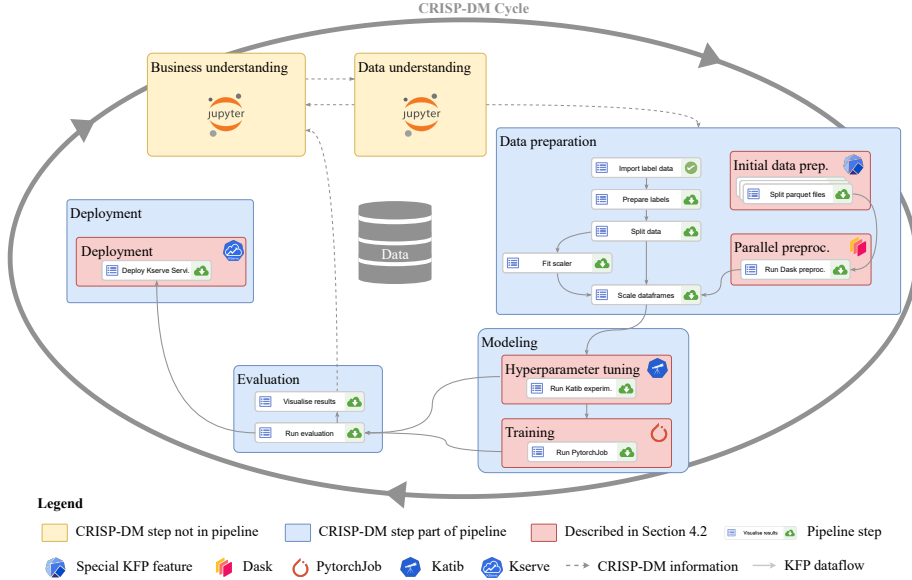 CRISP-DM Cycle
Business understanding
jupyter
Data understanding
jupyter
Data preparation
Import label data
Prepare labels
Split data
Fit scaler
Scale dataframes
Initial data prep.
Split parquet files
Parallel preproc.
Run Dask preproc.
Deployment
Deployment
Deploy Kserve Servi.
Data
Modeling
Hyperparameter tuning
Run Katib experim.
Training
Run PytorchJob
Evaluation
Visualise results
Run evaluation
Legend
CRISP-DM step not in pipeline
CRISP-DM step part of pipeline
Described in Section 4.2
Visualise results
Pipeline step
Special KFP feature
Dask
PytorchJob
Katib
Kserve
CRISP-DM information
KFP dataflow